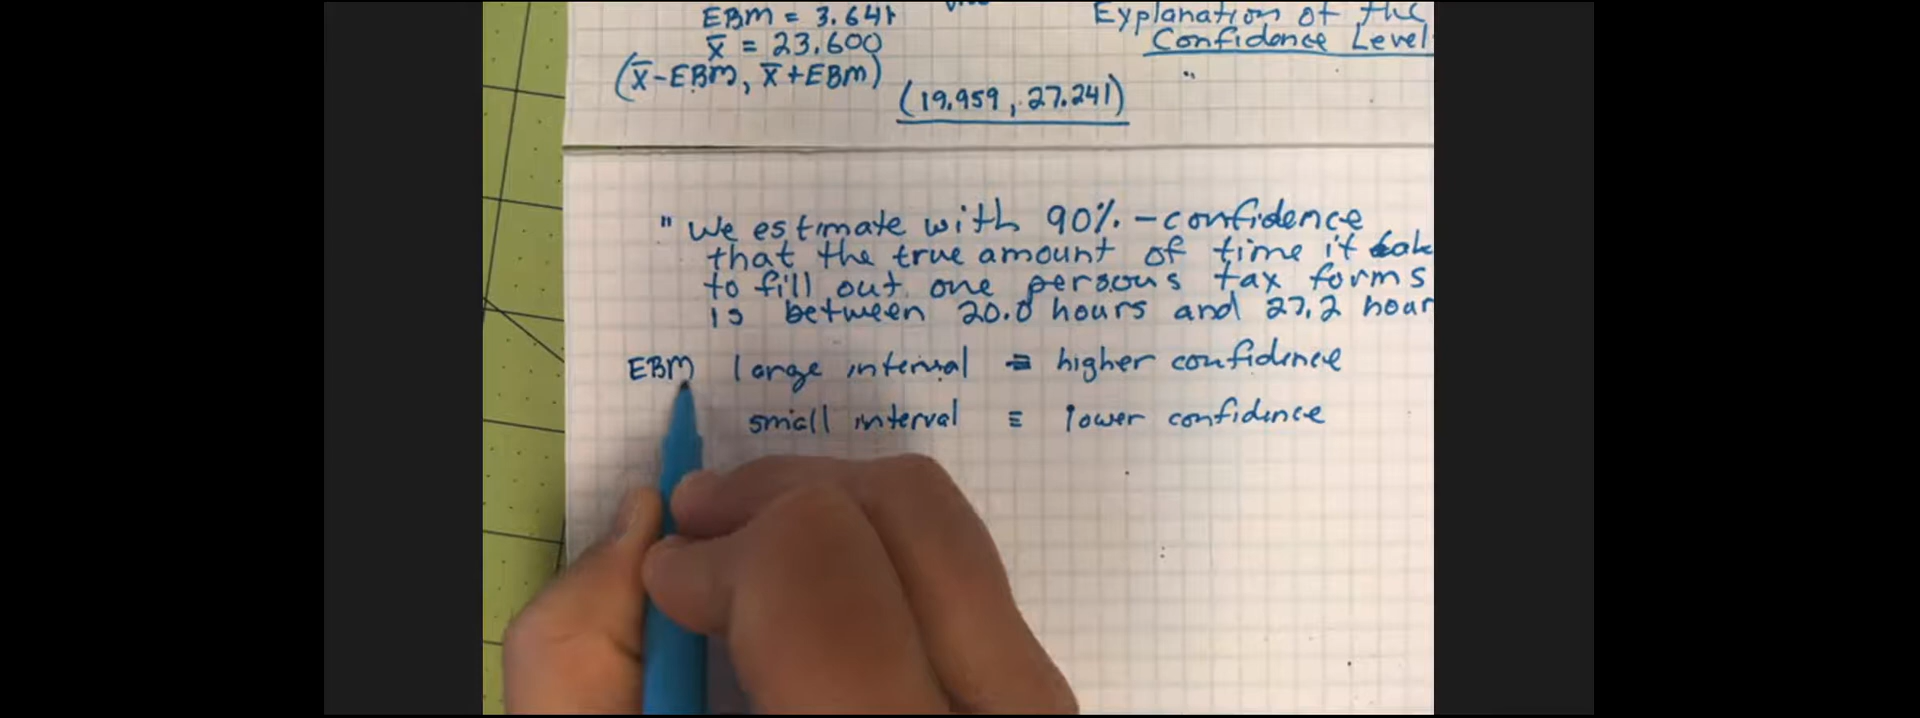 EBM = 3.641
x̄ = 23.600
(x̄-EBM, x̄+EBM)
(19.959, 27.241)
Explanation of the
Confidence Level
"
"We estimate with 90%-confidence
that the true amount of time it tak
to fill out one persons tax forms
is between 20.0 hours and 27.2 hour
EBM large interval = higher confidence
small interval ≡ lower confidence